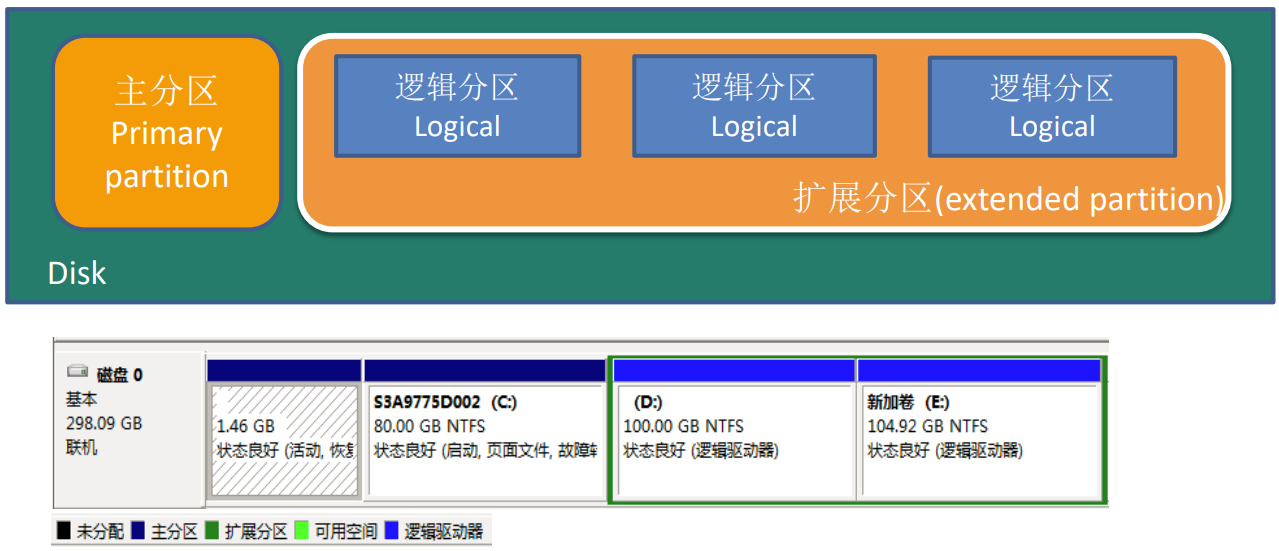 主分区
Primary
partition
逻辑分区
Logical
逻辑分区
Logical
逻辑分区
Logical
扩展分区(extended partition)
Disk
磁盘 0
基本
298.09 GB
联机
1.46 GB
状态良好 (活动, 恢复
S3A9775D002 (C:)
80.00 GB NTFS
状态良好 (启动, 页面文件, 故障转
(D:)
100.00 GB NTFS
状态良好 (逻辑驱动器)
新加卷 (E:)
104.92 GB NTFS
状态良好 (逻辑驱动器)
未分配 主分区 扩展分区 可用空间 逻辑驱动器